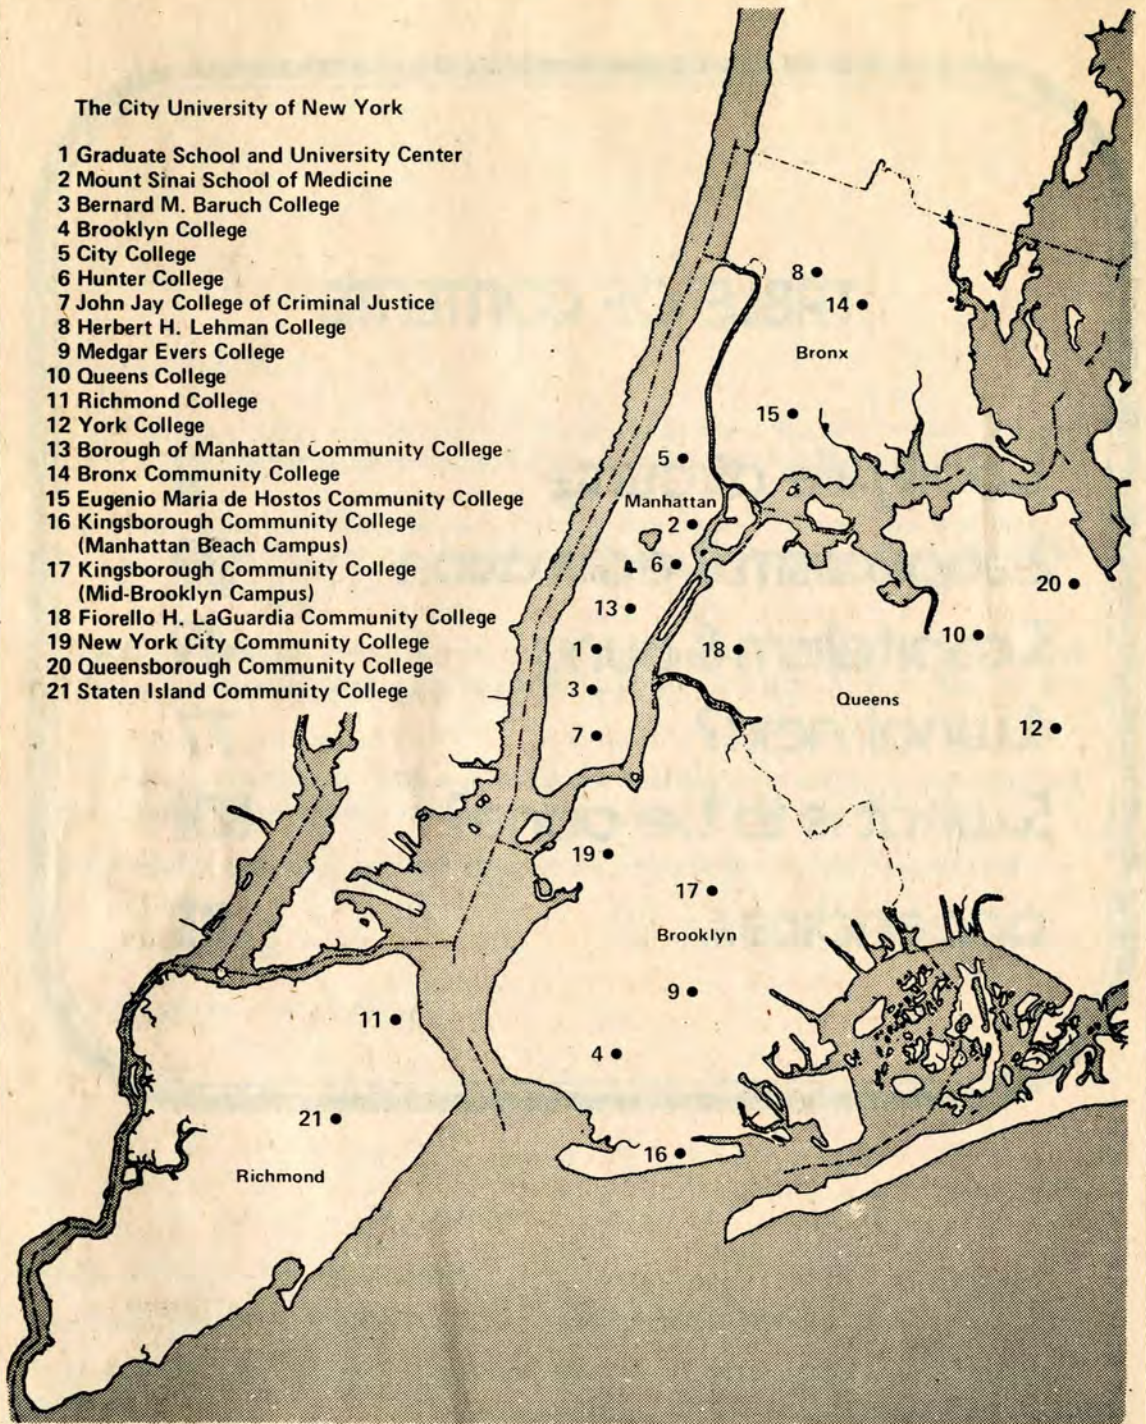 The City University of New York
1 Graduate School and University Center
2 Mount Sinai School of Medicine
3 Bernard M. Baruch College
4 Brooklyn College
5 City College
6 Hunter College
7 John Jay College of Criminal Justice
8 Herbert H. Lehman College
9 Medgar Evers College
10 Queens College
11 Richmond College
12 York College
13 Borough of Manhattan Community College
14 Bronx Community College
15 Eugenio Maria de Hostos Community College
16 Kingsborough Community College
(Manhattan Beach Campus)
17 Kingsborough Community College
(Mid-Brooklyn Campus)
18 Fiorello H. LaGuardia Community College
19 New York City Community College
20 Queensborough Community College
21 Staten Island Community College
8
14
Bronx
15
5
Manhattan
2
6
20
13
10
1
18
3
Queens
7
12
19
17
Brooklyn
9
11
4
21
16
Richmond